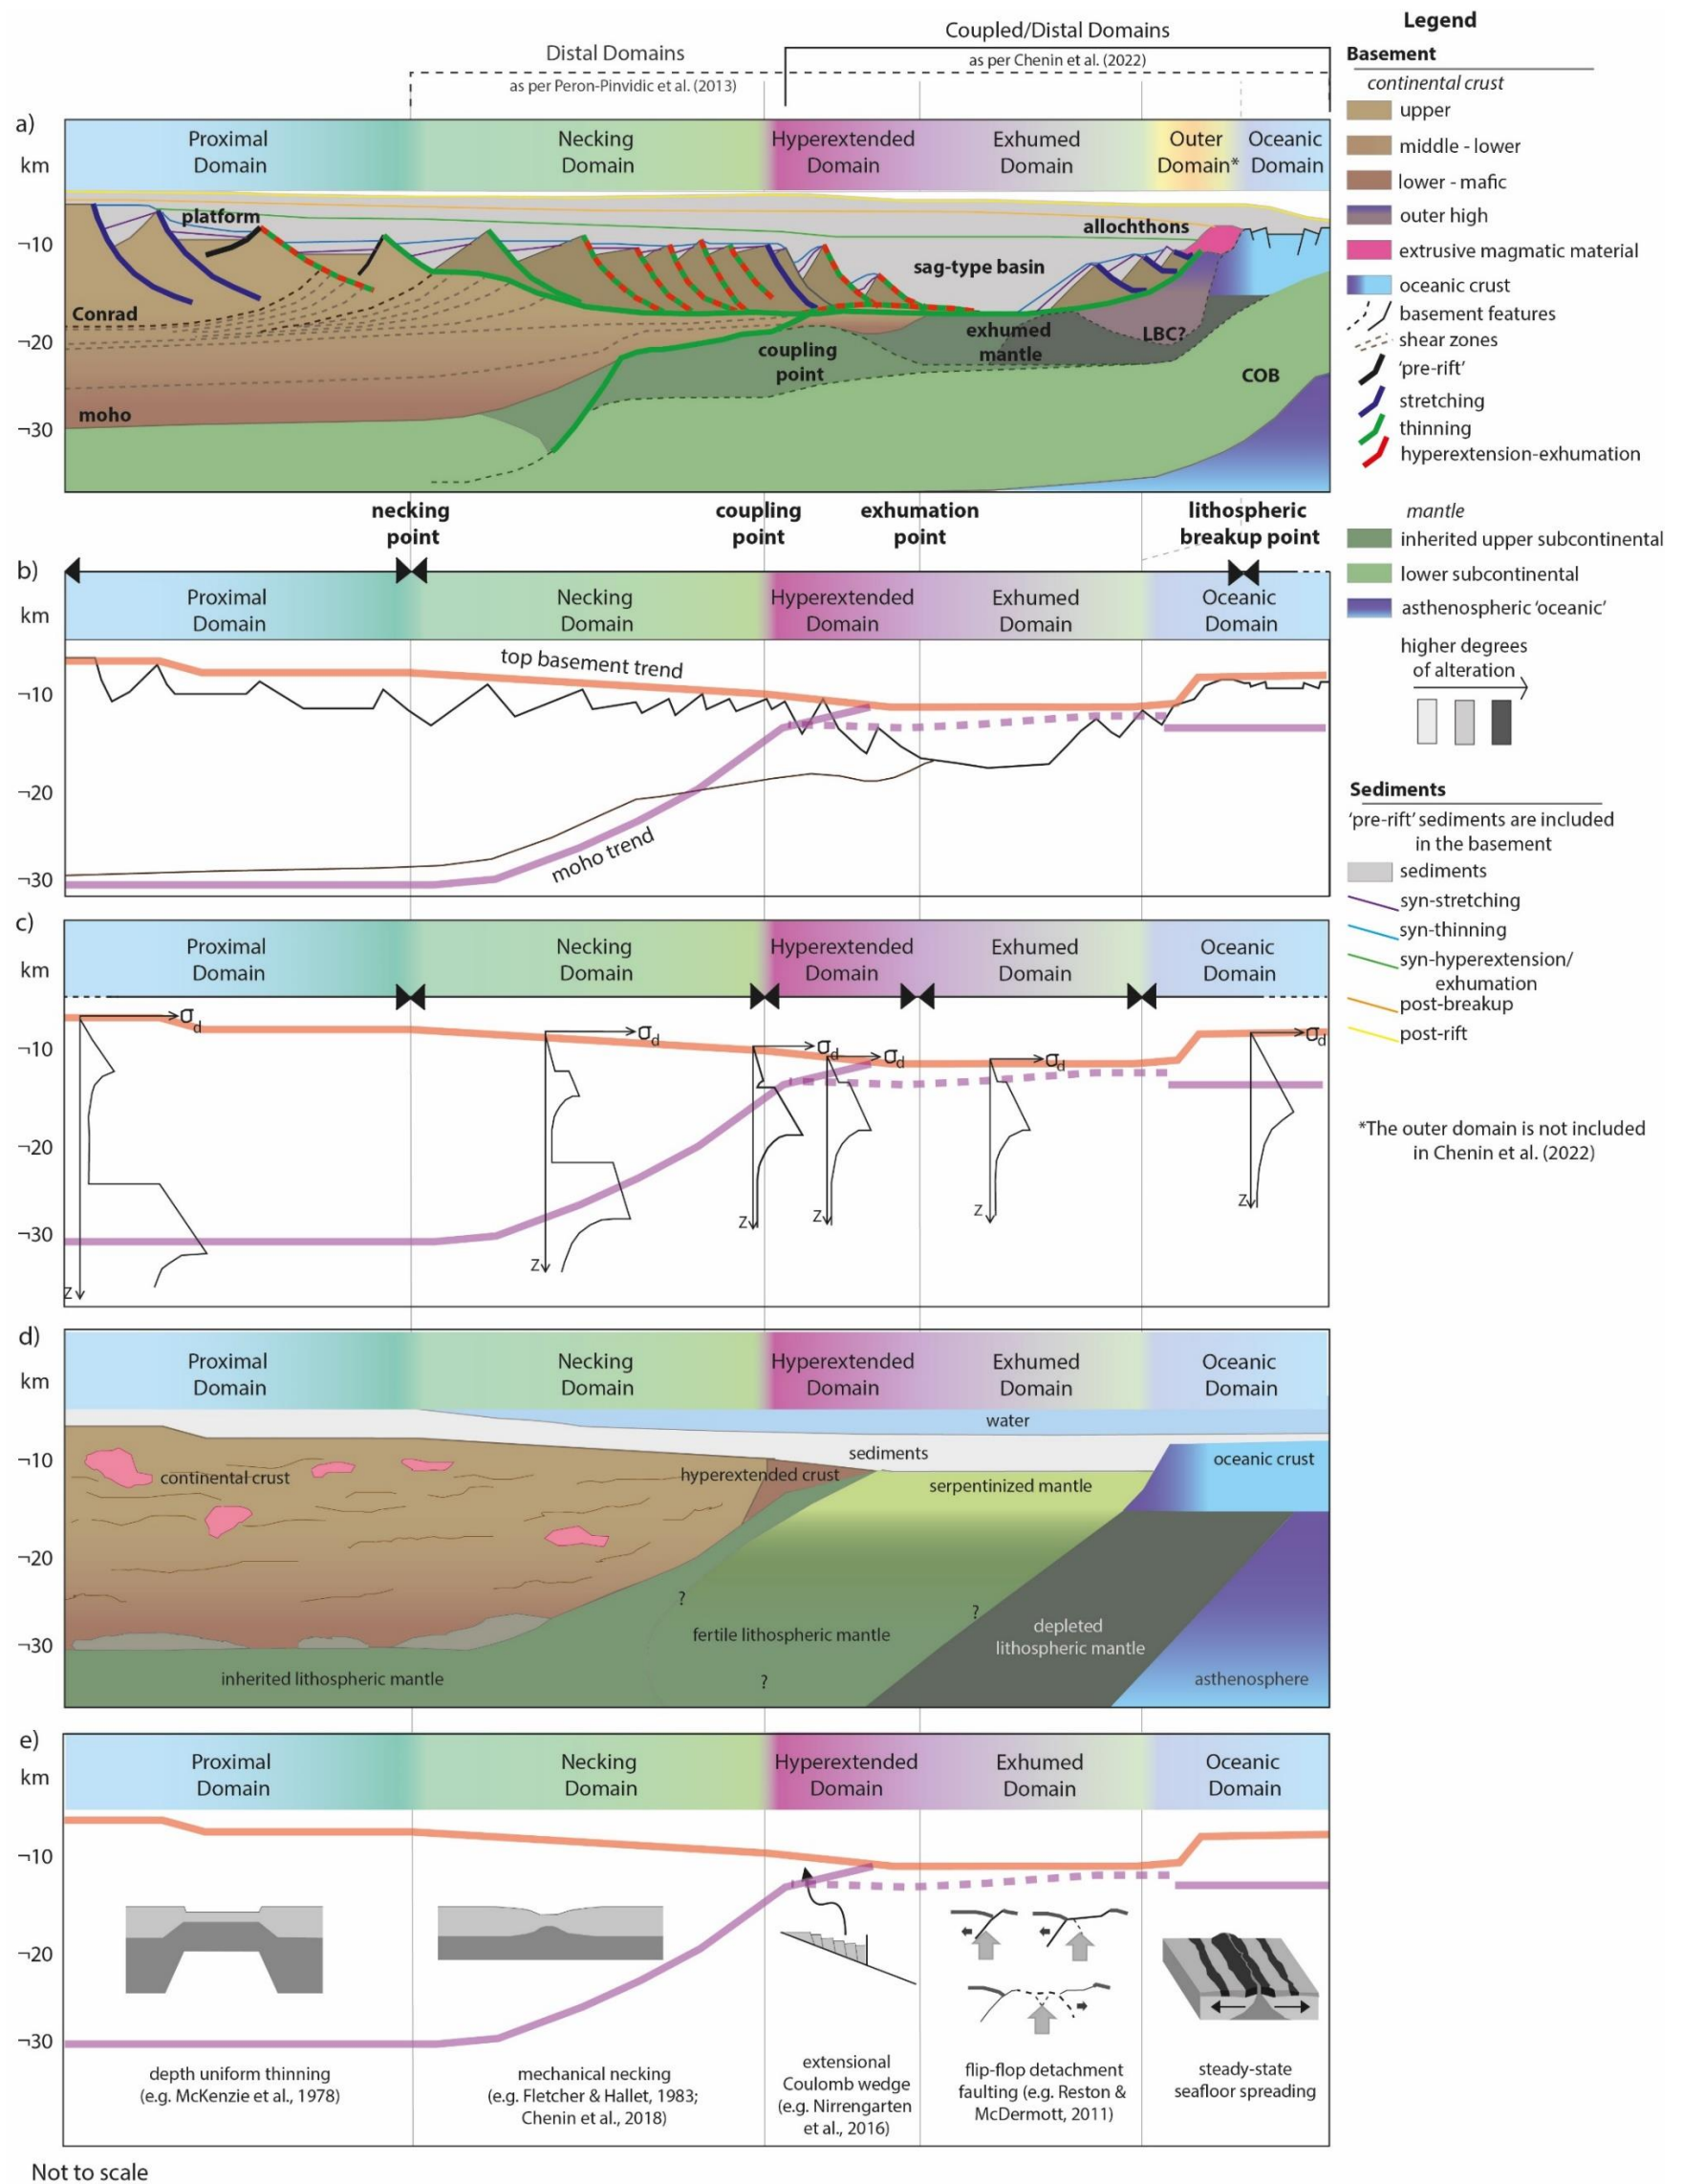 Coupled/Distal Domains
as per Chenin et al. (2022)
Distal Domains
as per Peron-Pinvidic et al. (2013)
a)
km
Proximal
Domain
Necking
Domain
Hyperextended
Domain
Exhumed
Domain
Outer
Domain*
Oceanic
Domain
¬10
¬20
¬30
platform
allochthons
sag-type basin
Conrad
exhumed
mantle
LBC?
coupling
point
COB
moho
necking
point
coupling
point
exhumation
point
lithospheric
breakup point
b)
km
Proximal
Domain
Necking
Domain
Hyperextended
Domain
Exhumed
Domain
Oceanic
Domain
¬10
¬20
¬30
top basement trend
moho trend
c)
km
Proximal
Domain
Necking
Domain
Hyperextended
Domain
Exhumed
Domain
Oceanic
Domain
¬10
¬20
¬30
σd
σd
σd
σd
σd
σd
z
z
z
z
z
z
d)
km
Proximal
Domain
Necking
Domain
Hyperextended
Domain
Exhumed
Domain
Oceanic
Domain
¬10
¬20
¬30
water
sediments
continental crust
hyperextended crust
serpentinized mantle
oceanic crust
?
?
fertile lithospheric mantle
depleted
lithospheric mantle
inherited lithospheric mantle
?
asthenosphere
e)
km
Proximal
Domain
Necking
Domain
Hyperextended
Domain
Exhumed
Domain
Oceanic
Domain
¬10
¬20
¬30
depth uniform thinning
(e.g. McKenzie et al., 1978)
mechanical necking
(e.g. Fletcher & Hallet, 1983;
Chenin et al., 2018)
extensional
Coulomb wedge
(e.g. Nirrengarten
et al., 2016)
flip-flop detachment
faulting (e.g. Reston &
McDermott, 2011)
steady-state
seafloor spreading
Not to scale
Legend
Basement
continental crust
upper
middle - lower
lower - mafic
outer high
extrusive magmatic material
oceanic crust
basement features
shear zones
'pre-rift'
stretching
thinning
hyperextension-exhumation
mantle
inherited upper subcontinental
lower subcontinental
asthenospheric 'oceanic'
higher degrees
of alteration
Sediments
'pre-rift' sediments are included
in the basement
sediments
syn-stretching
syn-thinning
syn-hyperextension/
exhumation
post-breakup
post-rift
*The outer domain is not included
in Chenin et al. (2022)